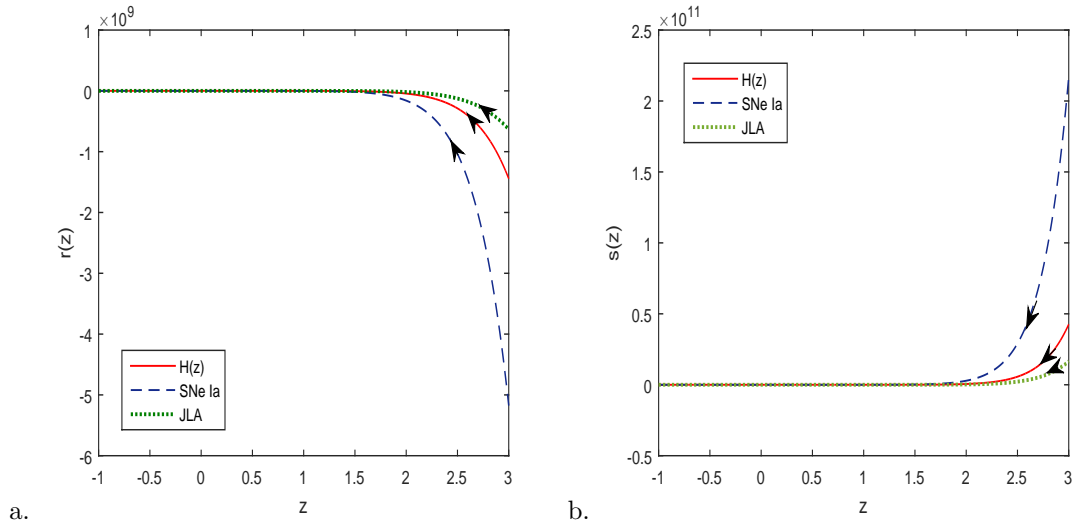 ×10^9
1
0
-1
-2
-3
-4
-5
-6
r(z)
H(z)
SNe Ia
JLA
-1 -0.5 0 0.5 1 1.5 2 2.5 3
z
a.
×10^11
2.5
2
1.5
1
0.5
0
-0.5
s(z)
H(z)
SNe Ia
JLA
-1 -0.5 0 0.5 1 1.5 2 2.5 3
z
b.